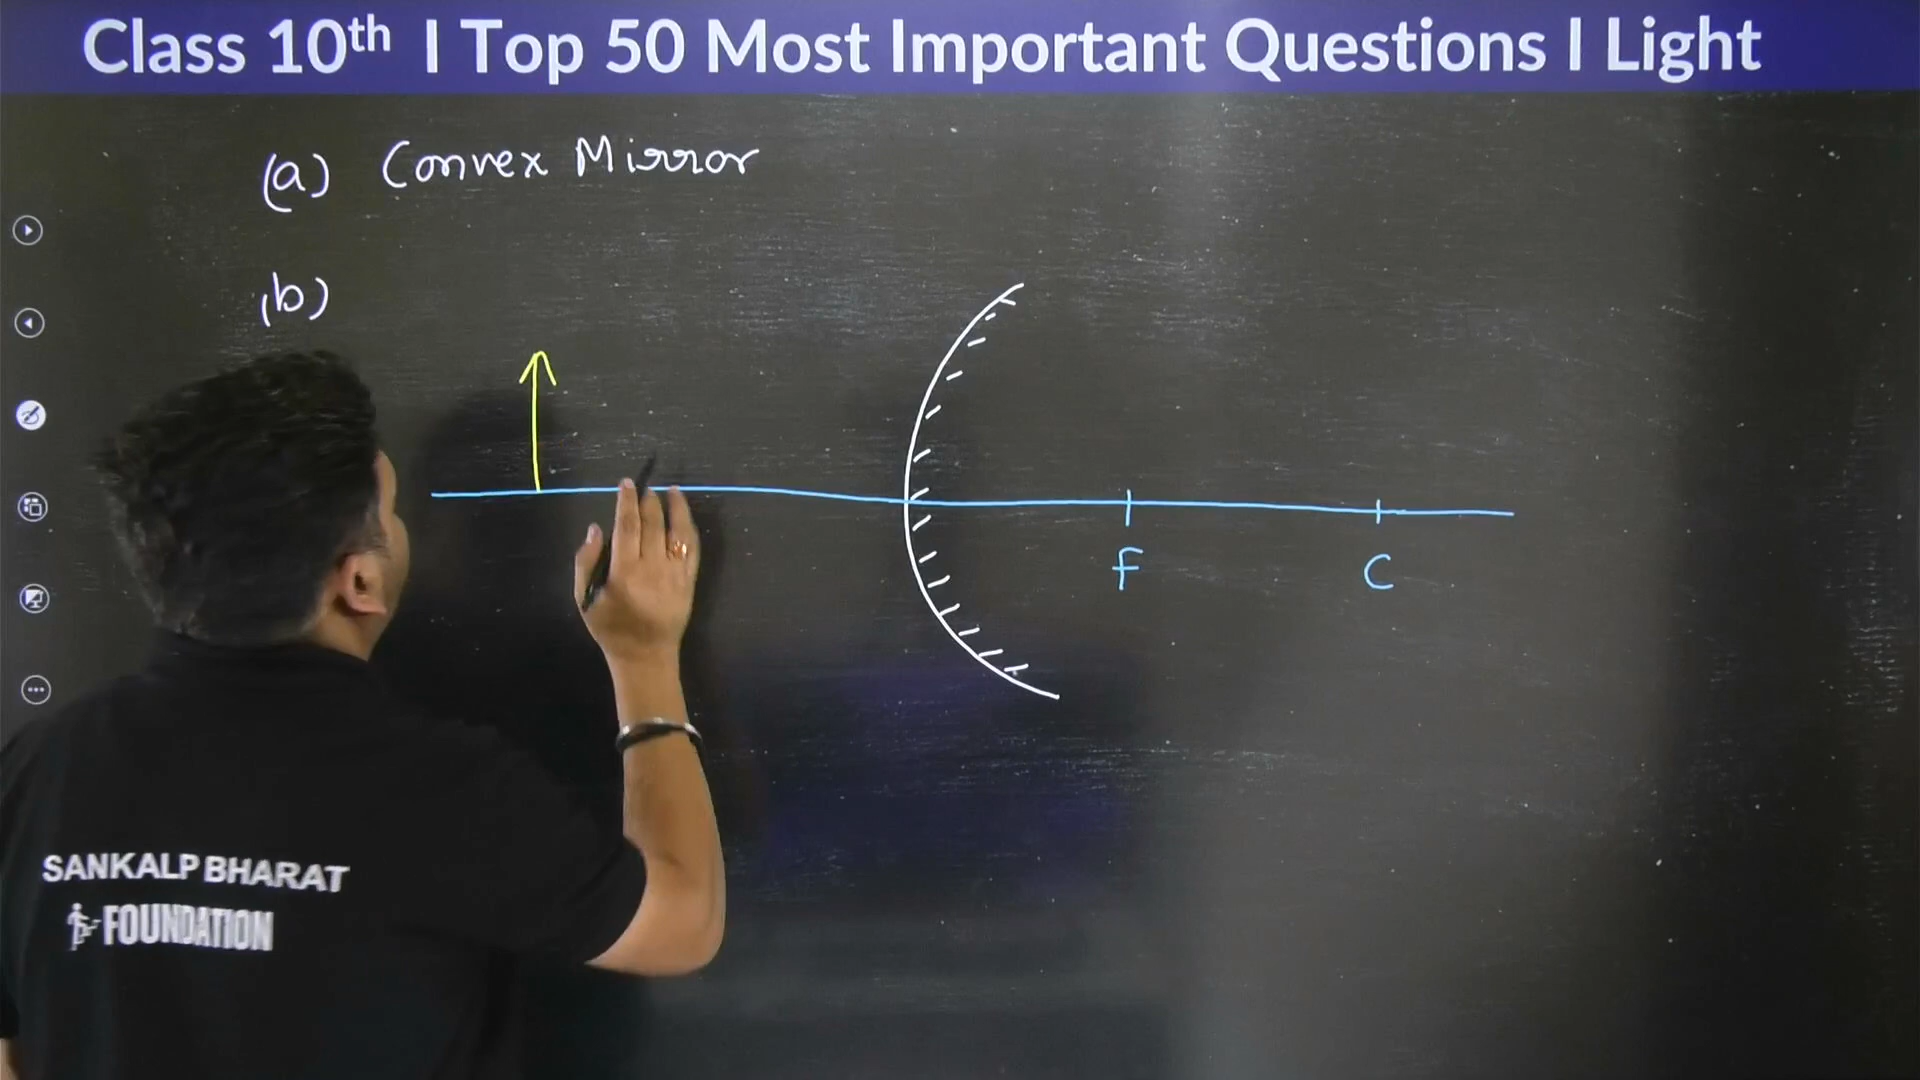 Class 10th I Top 50 Most Important Questions I Light
(a) Convex Mirror
(b)
F
C
SANKALP BHARAT
FOUNDATION